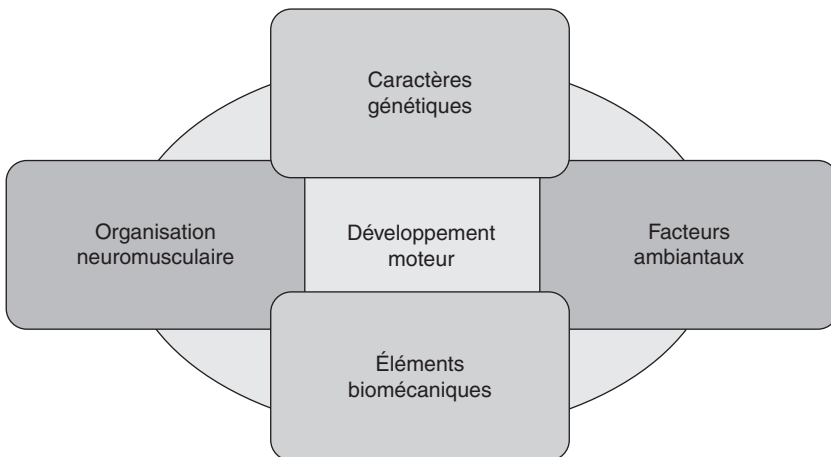 Caractères
génétiques
Organisation
neuromusculaire
Développement
moteur
Facteurs
ambiantaux
Éléments
biomécaniques